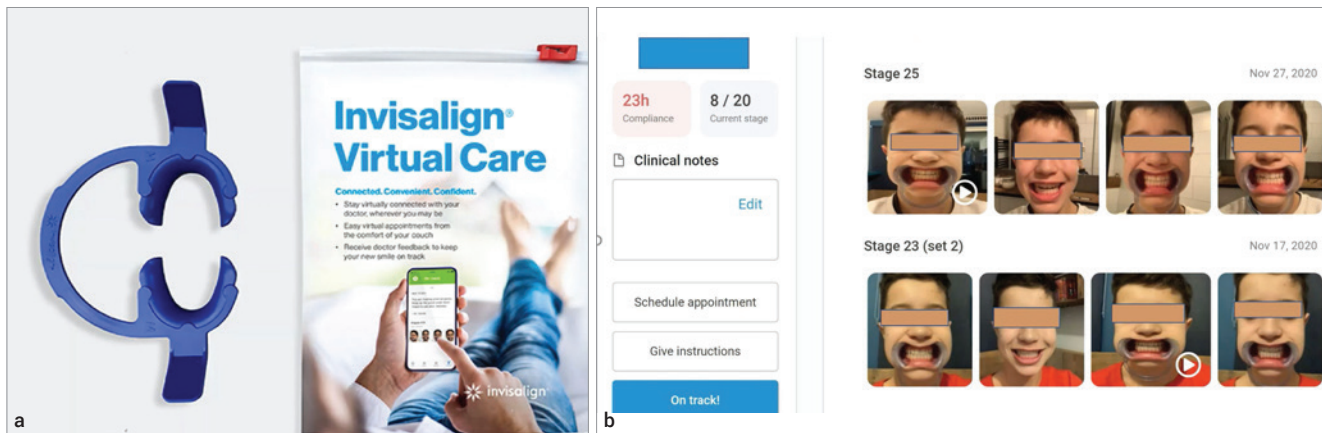 Invisalign®
Virtual Care
Connected. Convenient. Confident.
• Stay virtually connected with your
doctor, wherever you may be
• Easy virtual appointments from
the comfort of your couch
• Receive doctor feedback to keep
your new smile on track
invisalign
a
23h
Compliance
8 / 20
Current stage
Clinical notes
Edit
Schedule appointment
Give instructions
On track!
Stage 25
Nov 27, 2020
Stage 23 (set 2)
Nov 17, 2020
b